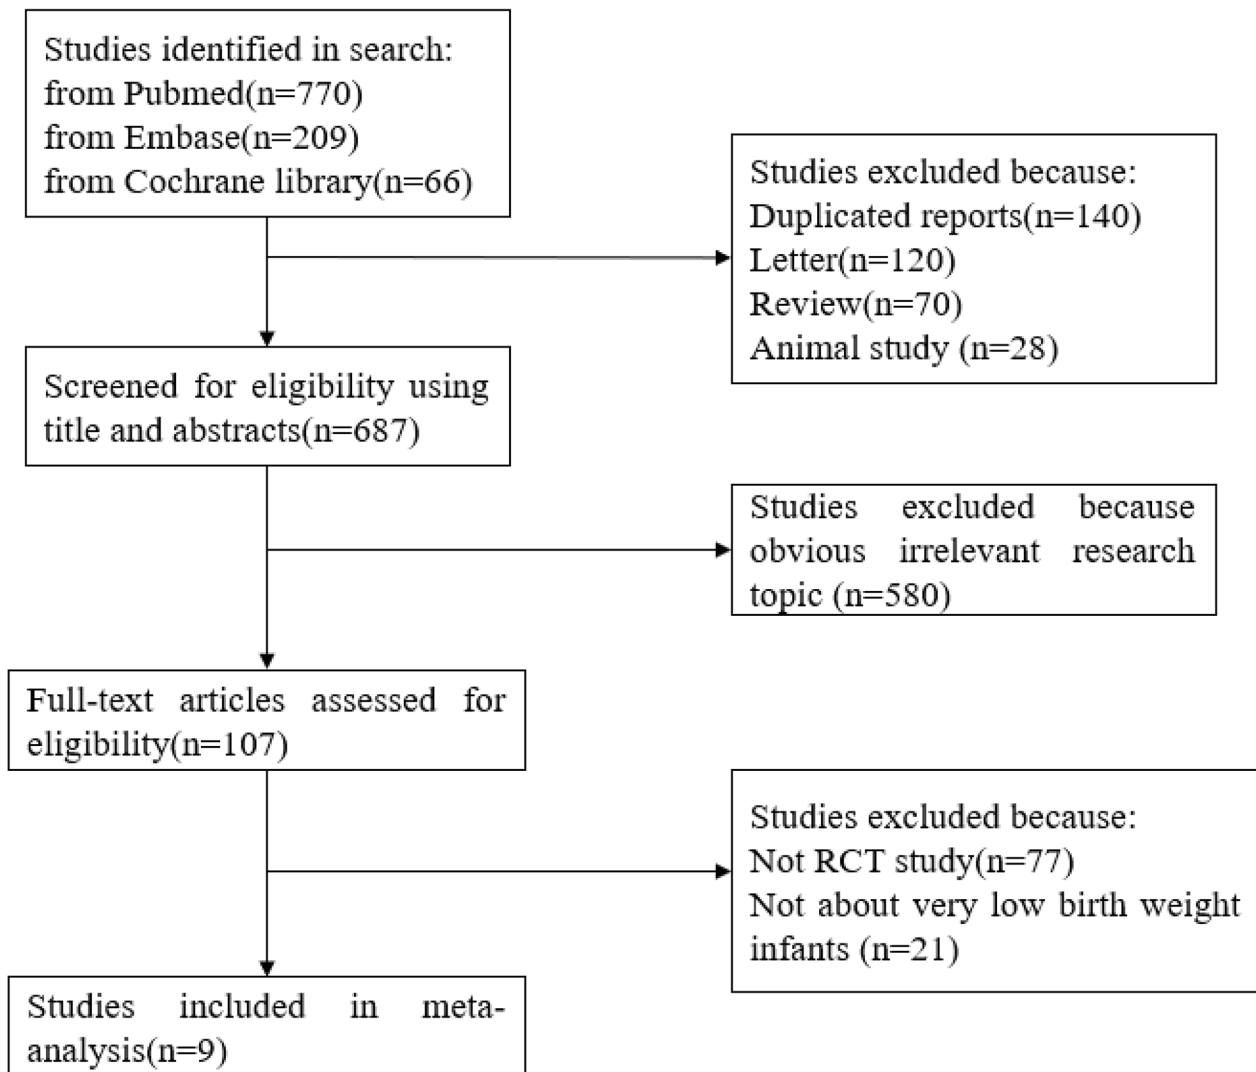 Studies identified in search:
from Pubmed(n=770)
from Embase(n=209)
from Cochrane library(n=66)
Studies excluded because:
Duplicated reports(n=140)
Letter(n=120)
Review(n=70)
Animal study (n=28)
Screened for eligibility using
title and abstracts(n=687)
Studies excluded because
obvious irrelevant research
topic (n=580)
Full-text articles assessed for
eligibility(n=107)
Studies excluded because:
Not RCT study(n=77)
Not about very low birth weight
infants (n=21)
Studies included in meta-
analysis(n=9)